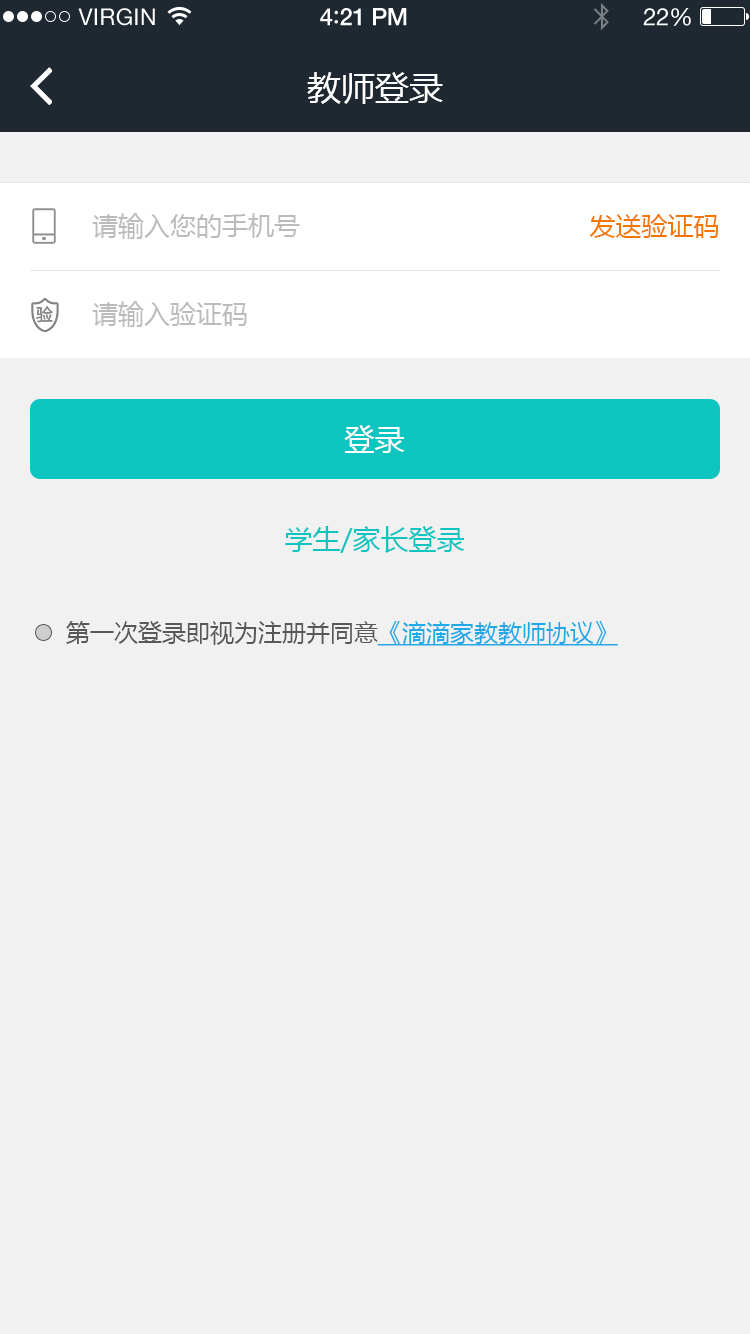 VIRGIN 4:21 PM 22%
教师登录
请输入您的手机号 发送验证码
验 请输入验证码
登录
学生/家长登录
第一次登录即视为注册并同意《滴滴家教教师协议》